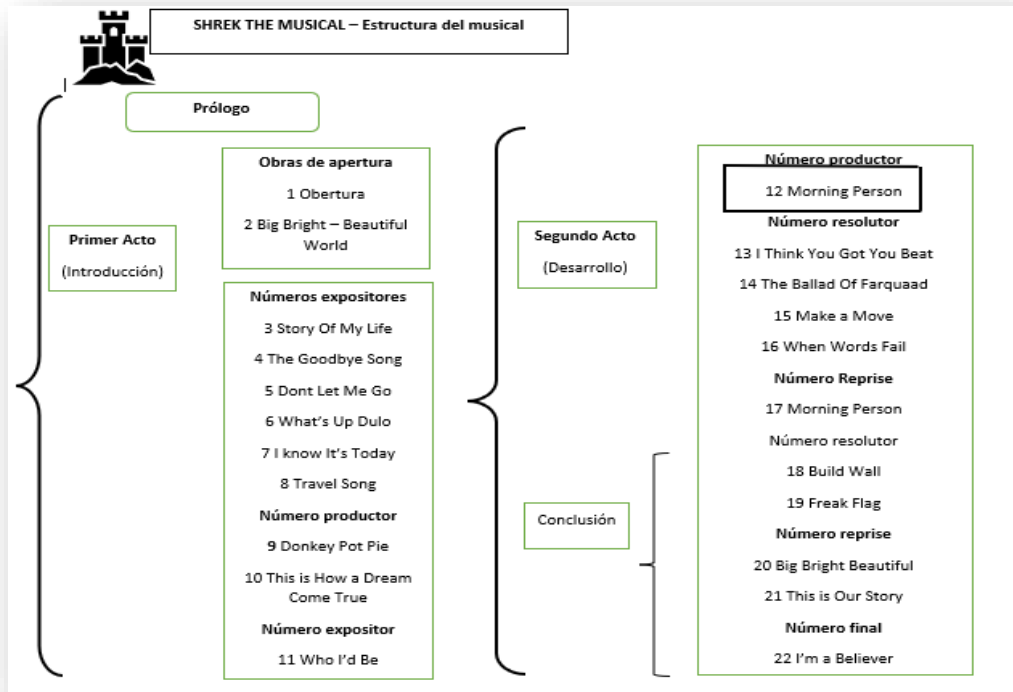 SHREK THE MUSICAL – Estructura del musical
Prólogo
Primer Acto
(Introducción)
Obras de apertura
1 Obertura
2 Big Bright – Beautiful
World
Números expositores
3 Story Of My Life
4 The Goodbye Song
5 Dont Let Me Go
6 What's Up Dulo
7 I know It's Today
8 Travel Song
Número productor
9 Donkey Pot Pie
10 This is How a Dream
Come True
Número expositor
11 Who I'd Be
Segundo Acto
(Desarrollo)
Número productor
12 Morning Person
Número resolutor
13 I Think You Got You Beat
14 The Ballad Of Farquaad
15 Make a Move
16 When Words Fail
Número Reprise
17 Morning Person
Conclusión
Número resolutor
18 Build Wall
19 Freak Flag
Número reprise
20 Big Bright Beautiful
21 This is Our Story
Número final
22 I'm a Believer